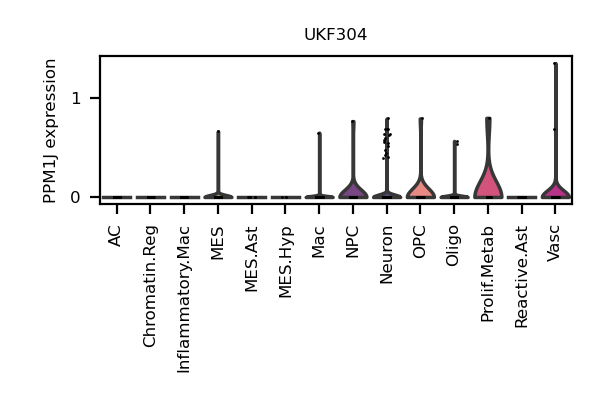 UKF304
PPM1J expression
1
0
AC
Chromatin.Reg
Inflammatory.Mac
MES
MES.Ast
MES.Hyp
Mac
NPC
Neuron
OPC
Oligo
Prolif.Metab
Reactive.Ast
Vasc